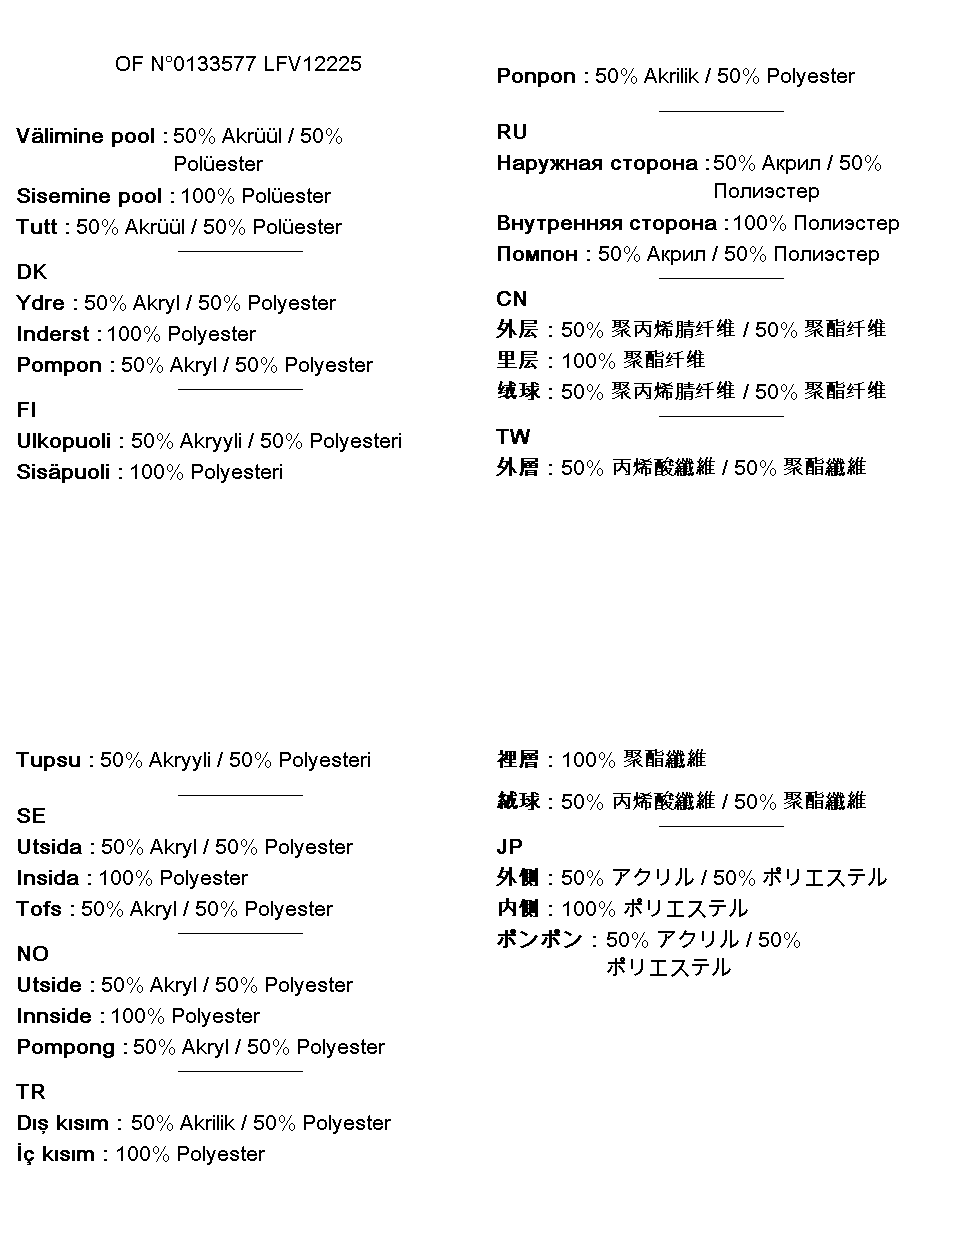 OF N°0133577 LFV12225
Välimine pool : 50% Akrüül / 50%
Polüester
Sisemine pool : 100% Polüester
Tutt : 50% Akrüül / 50% Polüester
DK
Ydre : 50% Akryl / 50% Polyester
Inderst : 100% Polyester
Pompon : 50% Akryl / 50% Polyester
FI
Ulkopuoli : 50% Akryyli / 50% Polyesteri
Sisäpuoli : 100% Polyesteri
Tupsu : 50% Akryyli / 50% Polyesteri
SE
Utsida : 50% Akryl / 50% Polyester
Insida : 100% Polyester
Tofs : 50% Akryl / 50% Polyester
NO
Utside : 50% Akryl / 50% Polyester
Innside : 100% Polyester
Pompong : 50% Akryl / 50% Polyester
TR
Dış kısım : 50% Akrilik / 50% Polyester
İç kısım : 100% Polyester
Ponpon : 50% Akrilik / 50% Polyester
RU
Наружная сторона : 50% Акрил / 50%
Полиэстер
Внутренняя сторона : 100% Полиэстер
Помпон : 50% Акрил / 50% Полиэстер
CN
外层 : 50% 聚丙烯腈纤维 / 50% 聚酯纤维
里层 : 100% 聚酯纤维
绒球 : 50% 聚丙烯腈纤维 / 50% 聚酯纤维
TW
外層 : 50% 丙烯酸纖維 / 50% 聚酯纖維
裡層 : 100% 聚酯纖維
絨球 : 50% 丙烯酸纖維 / 50% 聚酯纖維
JP
外側 : 50% アクリル / 50% ポリエステル
内側 : 100% ポリエステル
ポンポン : 50% アクリル / 50%
ポリエステル